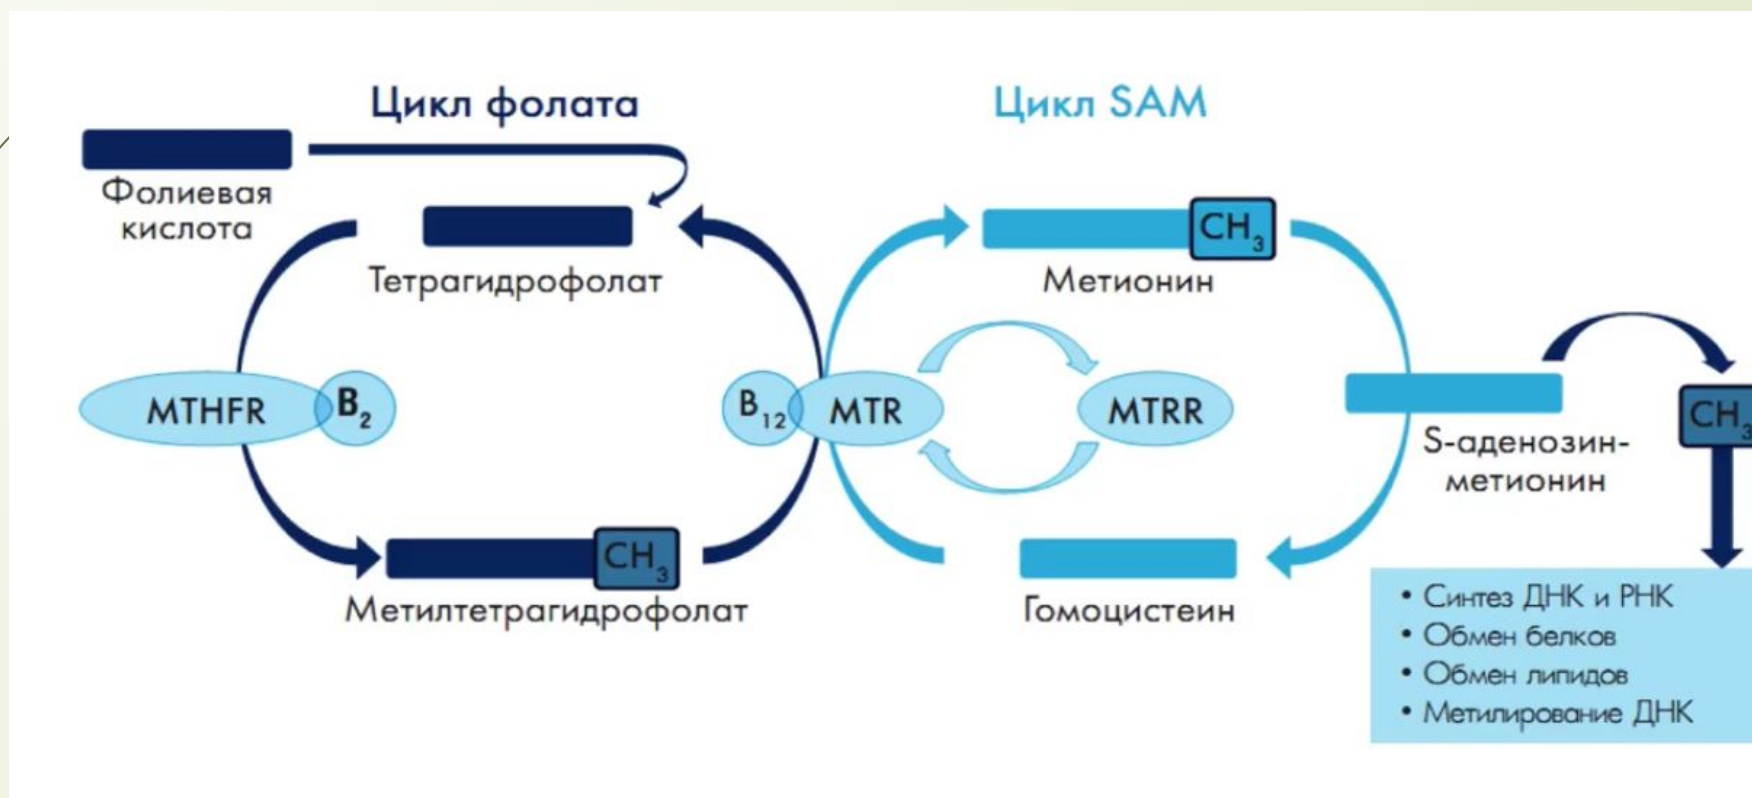 Цикл фолата
Цикл SAM
Фолиевая
кислота
Тетрагидрофолат
CH₃
Метионин
MTHFR
B₂
B₁₂
MTR
MTRR
S-аденозин-
метионин
CH₃
CH₃
Метилтетрагидрофолат
Гомоцистеин
• Синтез ДНК и РНК
• Обмен белков
• Обмен липидов
• Метилирование ДНК